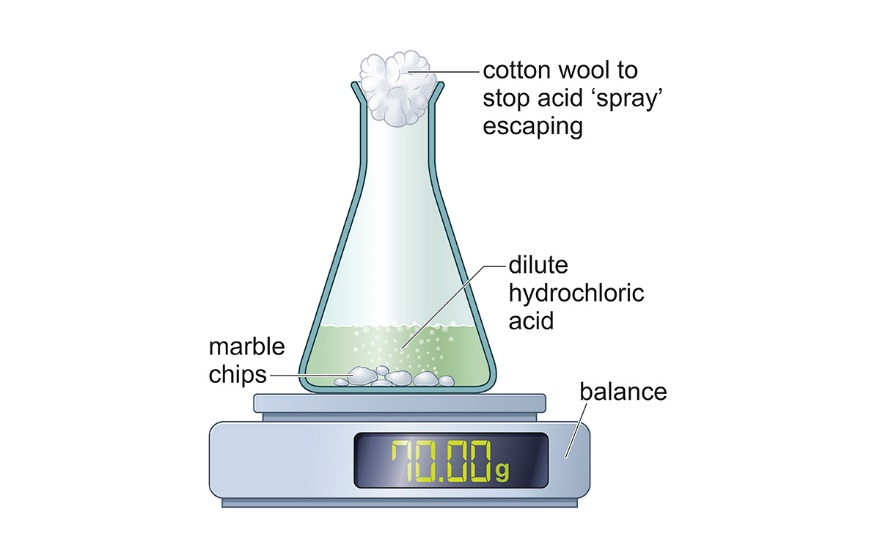 cotton wool to
stop acid ‘spray’
escaping
dilute
hydrochloric
acid
marble
chips
balance
70.00g